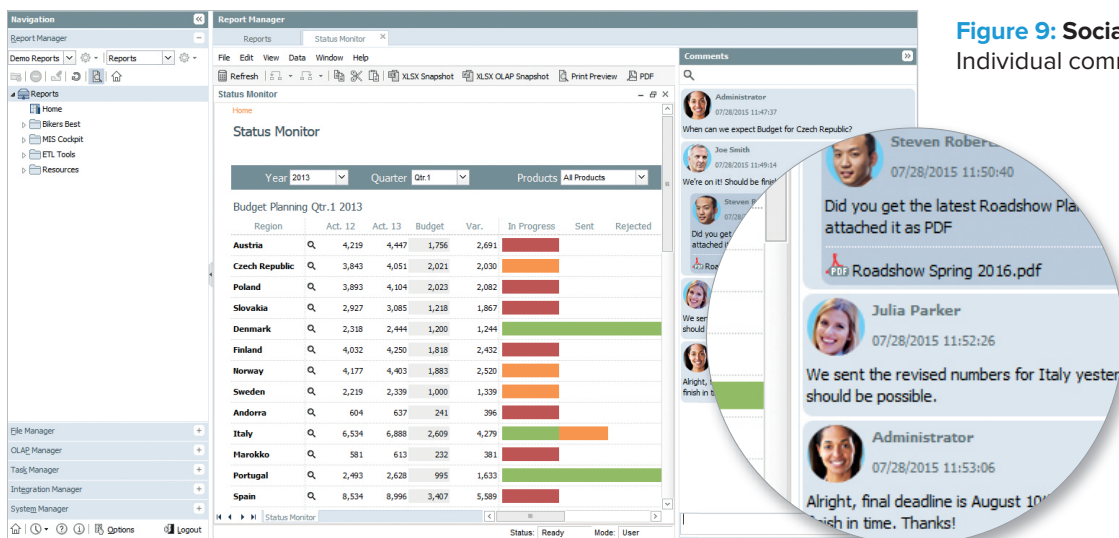 Navigation
Report Manager
Demo Reports
Reports
Reports
Home
Bikers Best
MIS Cockpit
ETL Tools
Resources
File Manager
OLAP Manager
Task Manager
Integration Manager
System Manager
Options
Logout
Report Manager
Reports
Status Monitor
File Edit View Data Window Help
Refresh XLSX Snapshot XLSX OLAP Snapshot Print Preview PDF
Status Monitor
Home
Status Monitor
Year 2013 Quarter Qtr.1 Products All Products
Budget Planning Qtr.1 2013
Region Act. 12 Act. 13 Budget Var. In Progress Sent Rejected
Austria 4,219 4,447 1,756 2,691
Czech Republic 3,843 4,051 2,021 2,030
Poland 3,893 4,104 2,023 2,082
Slovakia 2,927 3,085 1,218 1,867
Denmark 2,318 2,444 1,200 1,244
Finland 4,032 4,250 1,818 2,432
Norway 4,177 4,403 1,883 2,520
Sweden 2,219 2,339 1,000 1,339
Andorra 604 637 241 396
Italy 6,534 6,888 2,609 4,279
Marokko 581 613 232 381
Portugal 2,493 2,628 995 1,633
Spain 8,534 8,996 3,407 5,589
Status Monitor
Status: Ready Mode: User
Comments
Administrator
07/28/2015 11:47:37
When can we expect Budget for Czech Republic?
Joe Smith
07/28/2015 11:49:14
We're on it! Should be
Steven
Did you get
attached
We
should
Alright,
finish in
Steven
07/28/2015 11:50:40
Did you get the latest Roadshow
attached it as PDF
Roadshow Spring 2016.pdf
Julia Parker
07/28/2015 11:52:26
We sent the revised numbers for Italy
should be possible.
Administrator
07/28/2015 11:53:06
Alright, final deadline is August
in time. Thanks!
Figure 9:
Individual